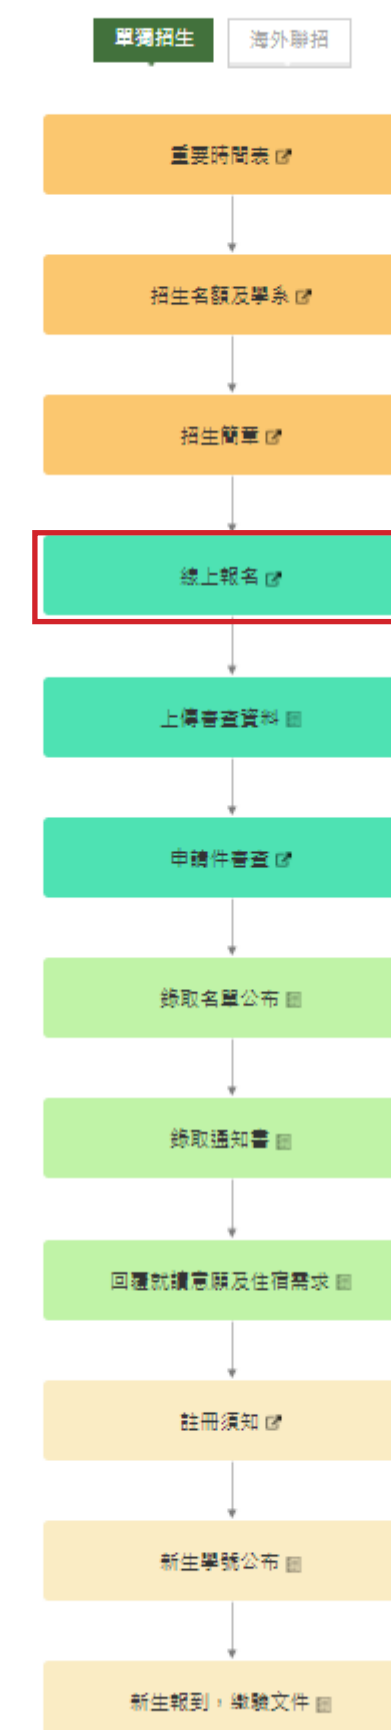 單獨招生
海外聯招
重要時間表
招生名額及學系
招生簡章
線上報名
上傳審查資料
申請件審查
錄取名單公布
錄取通知書
回覆就讀意願及住宿需求
註冊須知
新生學號公布
新生報到，繳驗文件